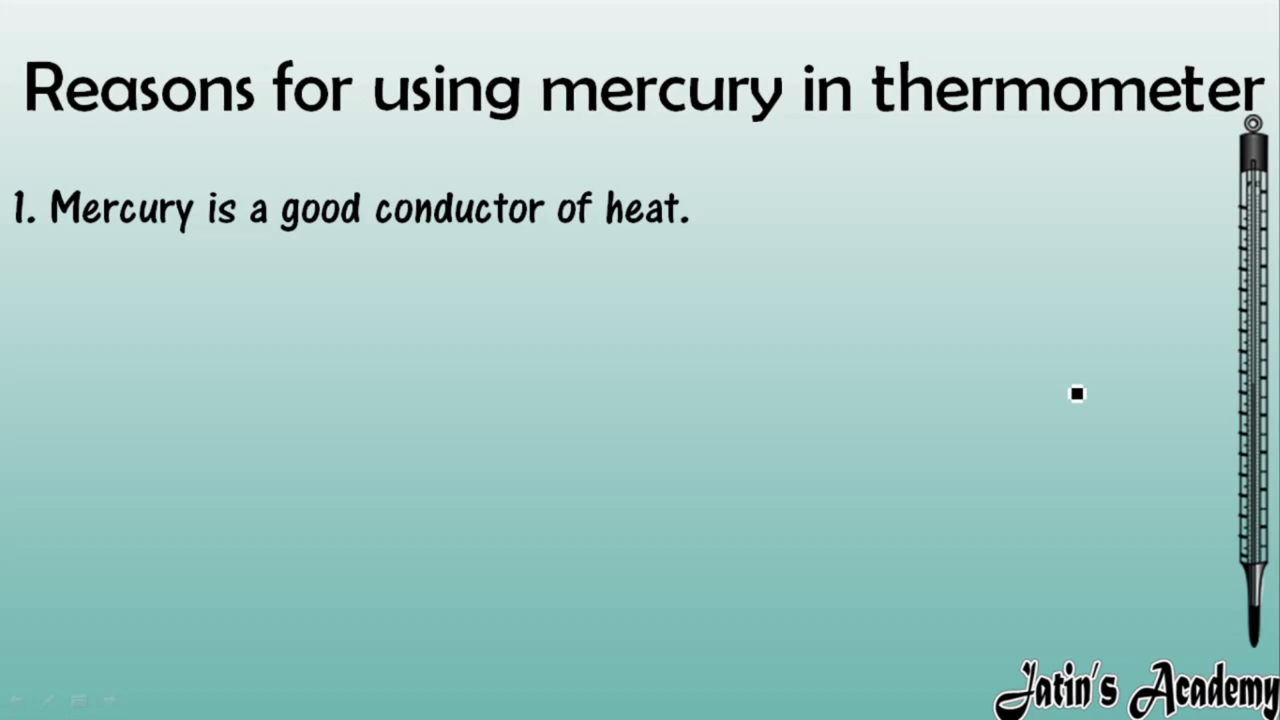 Reasons for using mercury in thermometer
1. Mercury is a good conductor of heat.
Jatin's Academy